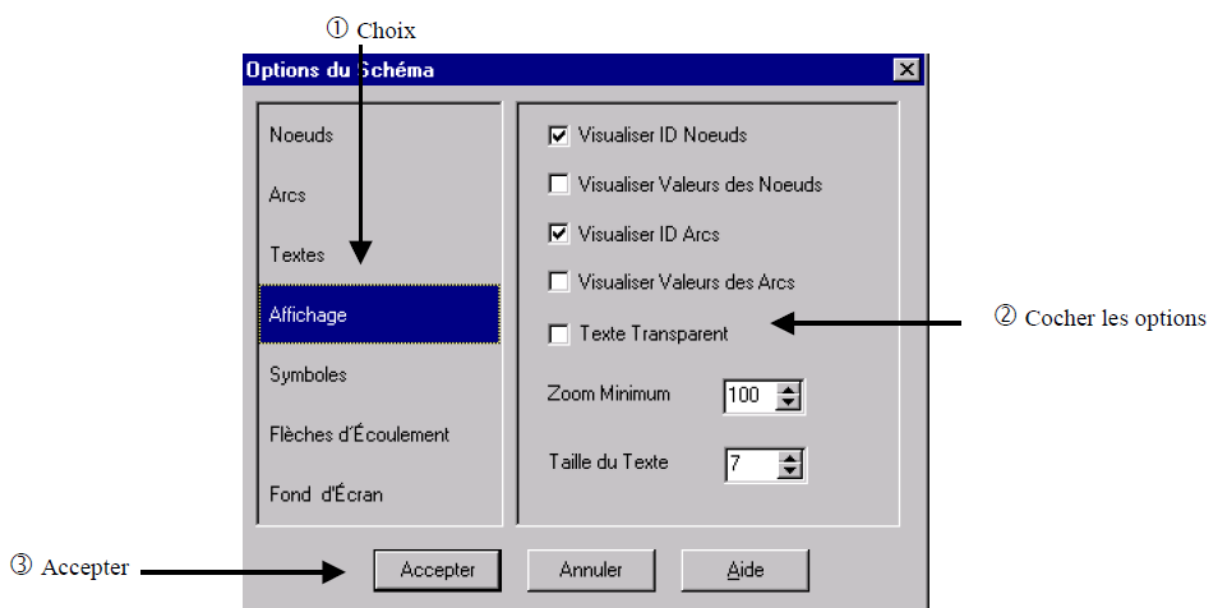 ① Choix
Options du Schéma
Noeuds
Arcs
Textes
Affichage
Symboles
Flèches d'Écoulement
Fond d'Écran
Visualiser ID Noeuds
Visualiser Valeurs des Noeuds
Visualiser ID Arcs
Visualiser Valeurs des Arcs
Texte Transparent
Zoom Minimum 100
Taille du Texte 7
② Cocher les options
③ Accepter
Accepter Annuler Aide